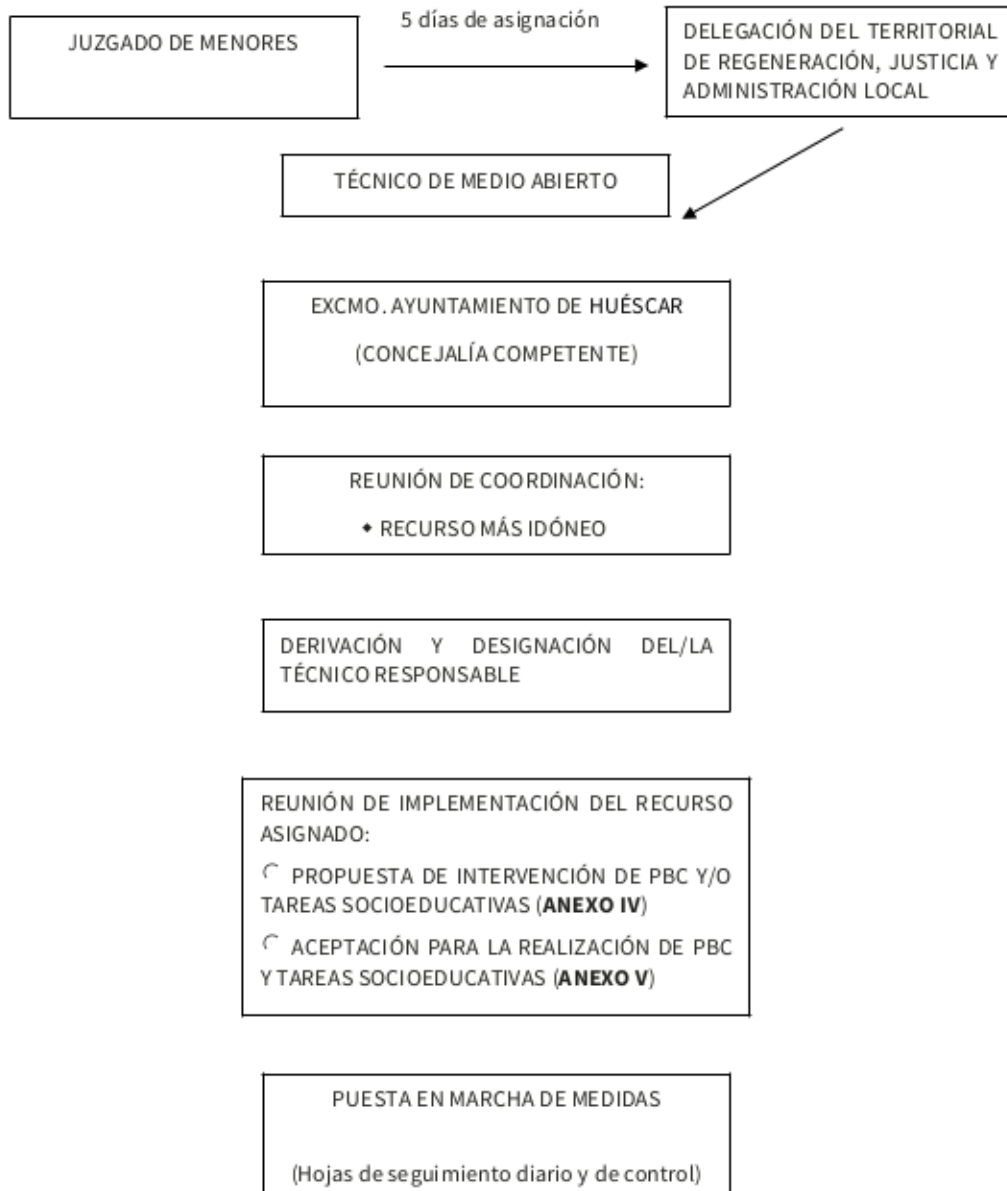 JUZGADO DE MENORES
5 días de asignación
DELEGACIÓN DEL TERRITORIAL
DE REGENERACIÓN, JUSTICIA Y
ADMINISTRACIÓN LOCAL
TÉCNICO DE MEDIO ABIERTO
EXCMO. AYUNTAMIENTO DE HUÉSCAR
(CONCEJALÍA COMPETENTE)
REUNIÓN DE COORDINACIÓN:
◆ RECURSO MÁS IDÓNEO
DERIVACIÓN Y DESIGNACIÓN DEL/LA
TÉCNICO RESPONSABLE
REUNIÓN DE IMPLEMENTACIÓN DEL RECURSO
ASIGNADO:
PROPUESTA DE INTERVENCIÓN DE PBC Y/O
TAREAS SOCIOEDUCATIVAS (ANEXO IV)
ACEPTACIÓN PARA LA REALIZACIÓN DE PBC
Y TAREAS SOCIOEDUCATIVAS (ANEXO V)
PUESTA EN MARCHA DE MEDIDAS
(Hojas de seguimiento diario y de control)